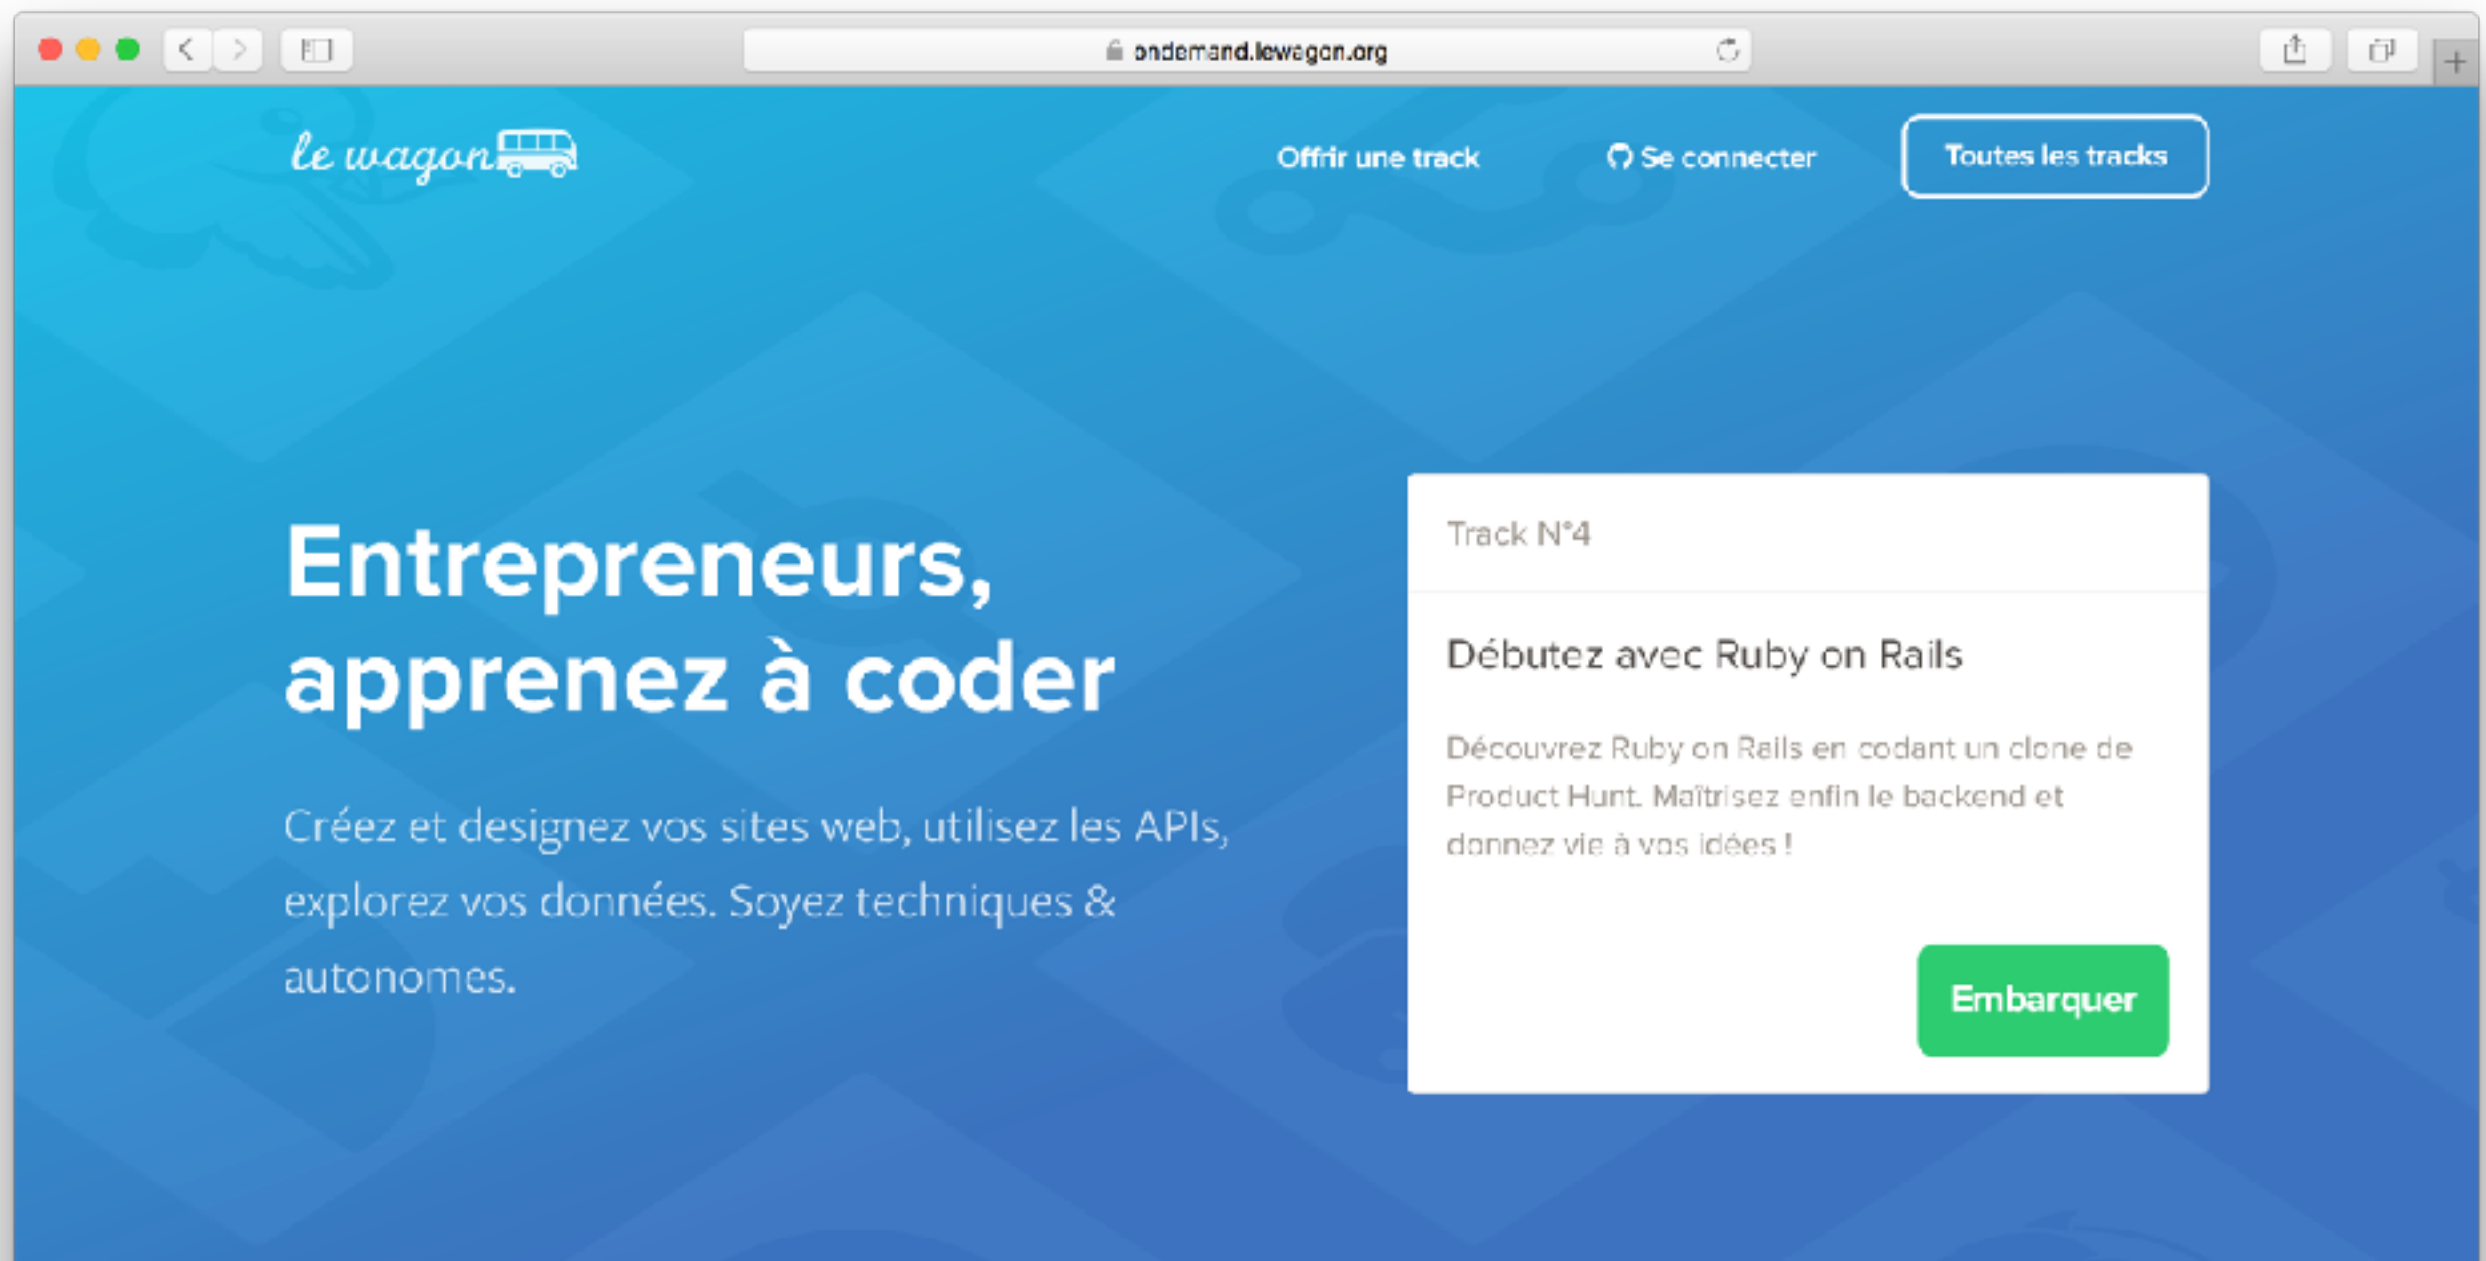 ondemand.lewagon.org
le wagon
Offrir une track
Se connecter
Toutes les tracks
Entrepreneurs,
apprenez à coder
Créez et designez vos sites web, utilisez les APIs,
explorez vos données. Soyez techniques &
autonomes.
Track N°4
Débutez avec Ruby on Rails
Découvrez Ruby on Rails en codant un clone de
Product Hunt. Maîtrisez enfin le backend et
donnez vie à vos idées !
Embarquer